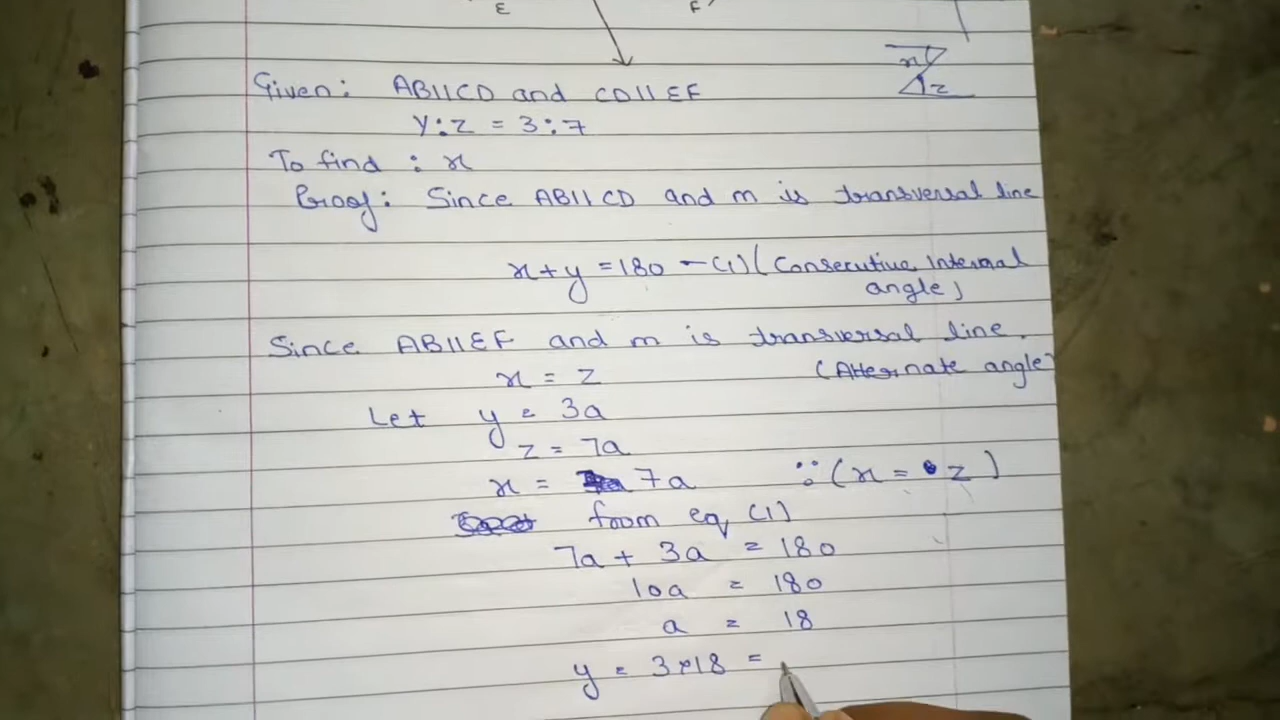 E F
x
z
Given: AB||CD and CD||EF
Y:Z = 3:7
To find : x
Proof: Since AB||CD and m is transversal line
x+y = 180 - (1) (Consecutive Internal
angle)
Since AB||EF and m is transversal line.
x = z (Alternate angle)
Let y = 3a
z = 7a
x = 7a ∵ (x = z)
from eq (1)
7a + 3a = 180
10a = 180
a = 18
y = 3×18 =